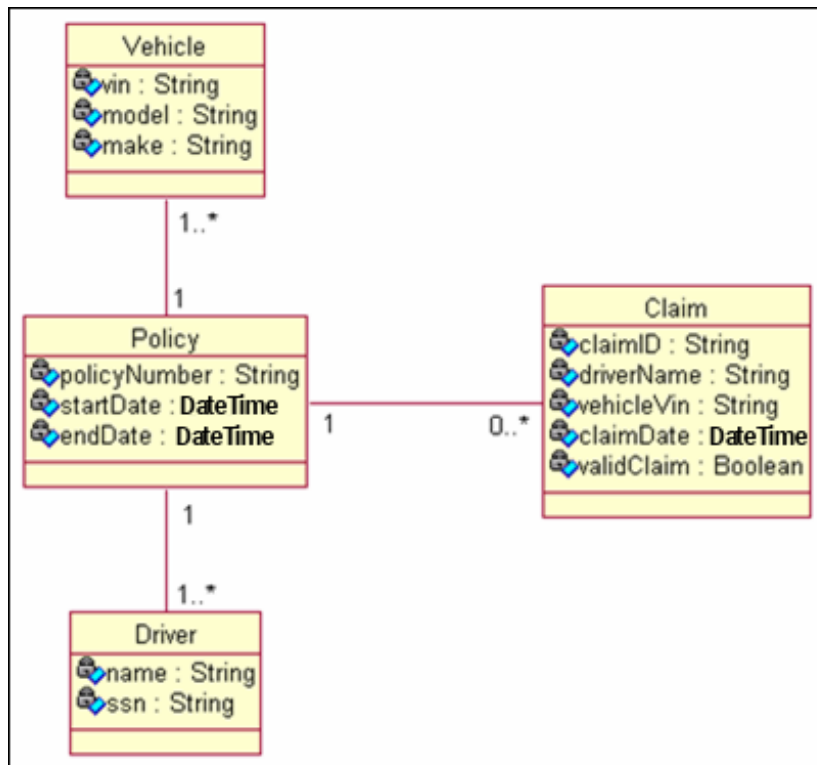 Vehicle
vin : String
model : String
make : String
1..*
1
Policy
policyNumber : String
startDate : DateTime
endDate : DateTime
1
0..*
Claim
claimID : String
driverName : String
vehicleVin : String
claimDate : DateTime
validClaim : Boolean
1
1..*
Driver
name : String
ssn : String